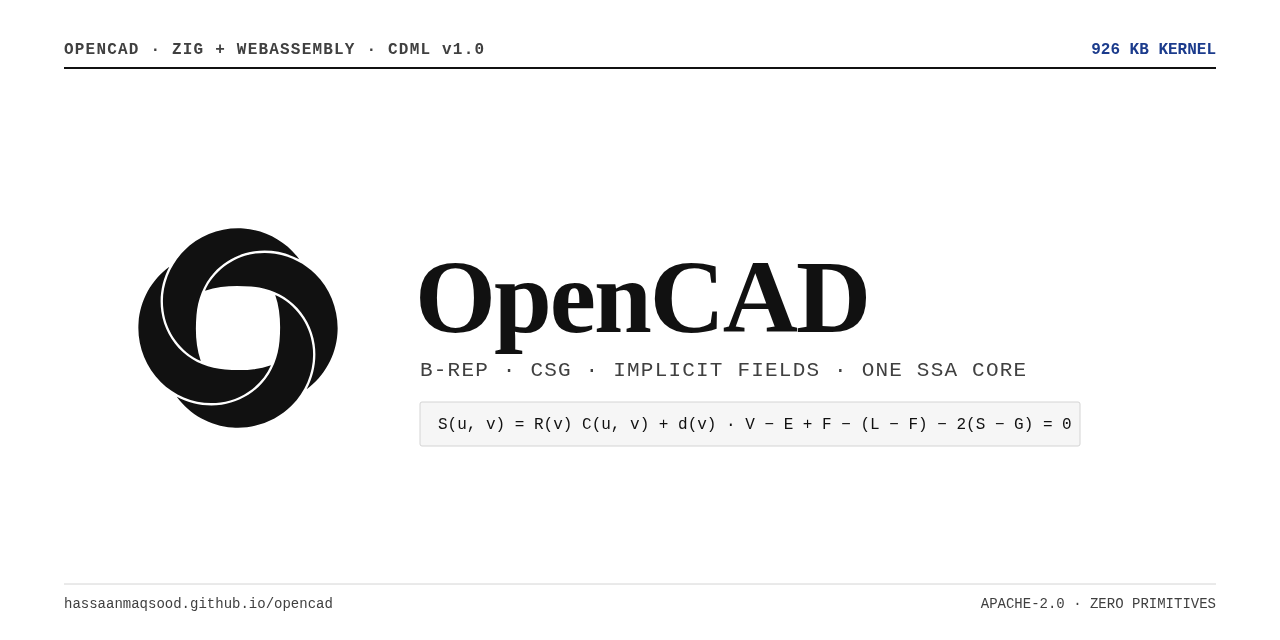 OPENCAD · ZIG + WEBASSEMBLY · CDML v1.0
926 KB KERNEL
OpenCAD
B-REP · CSG · IMPLICIT FIELDS · ONE SSA CORE
S(u, v) = R(v) C(u, v) + d(v) · V − E + F − (L − F) − 2(S − G) = 0
hassaanmaqsood.github.io/opencad
APACHE-2.0 · ZERO PRIMITIVES